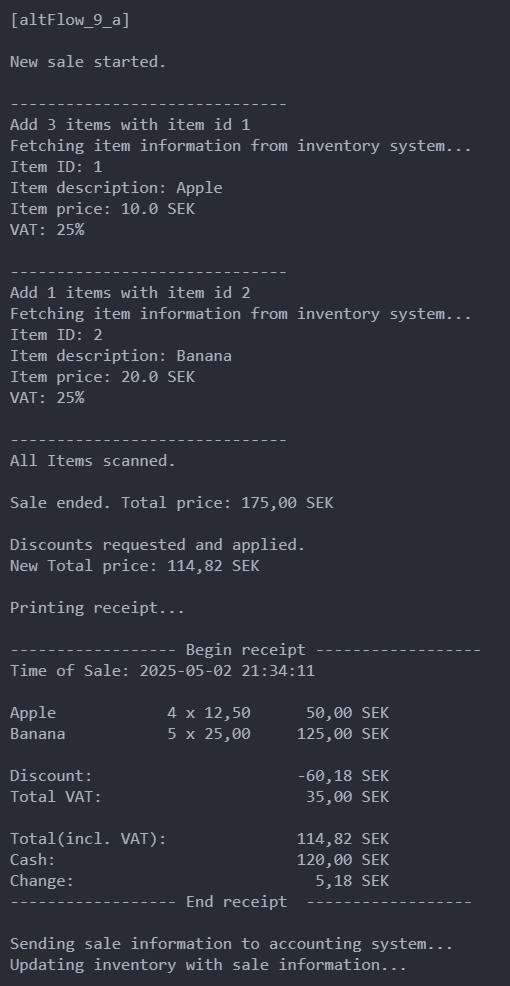 [altFlow_9_a]
New sale started.
------------------------------
Add 3 items with item id 1
Fetching item information from inventory system...
Item ID: 1
Item description: Apple
Item price: 10.0 SEK
VAT: 25%
------------------------------
Add 1 items with item id 2
Fetching item information from inventory system...
Item ID: 2
Item description: Banana
Item price: 20.0 SEK
VAT: 25%
------------------------------
All Items scanned.
Sale ended. Total price: 175,00 SEK
Discounts requested and applied.
New Total price: 114,82 SEK
Printing receipt...
------------------ Begin receipt ------------------
Time of Sale: 2025-05-02 21:34:11
Apple            4 x 12,50      50,00 SEK
Banana           5 x 25,00     125,00 SEK
Discount:                      -60,18 SEK
Total VAT:                      35,00 SEK
Total(incl. VAT):              114,82 SEK
Cash:                          120,00 SEK
Change:                          5,18 SEK
------------------ End receipt  ------------------
Sending sale information to accounting system...
Updating inventory with sale information...